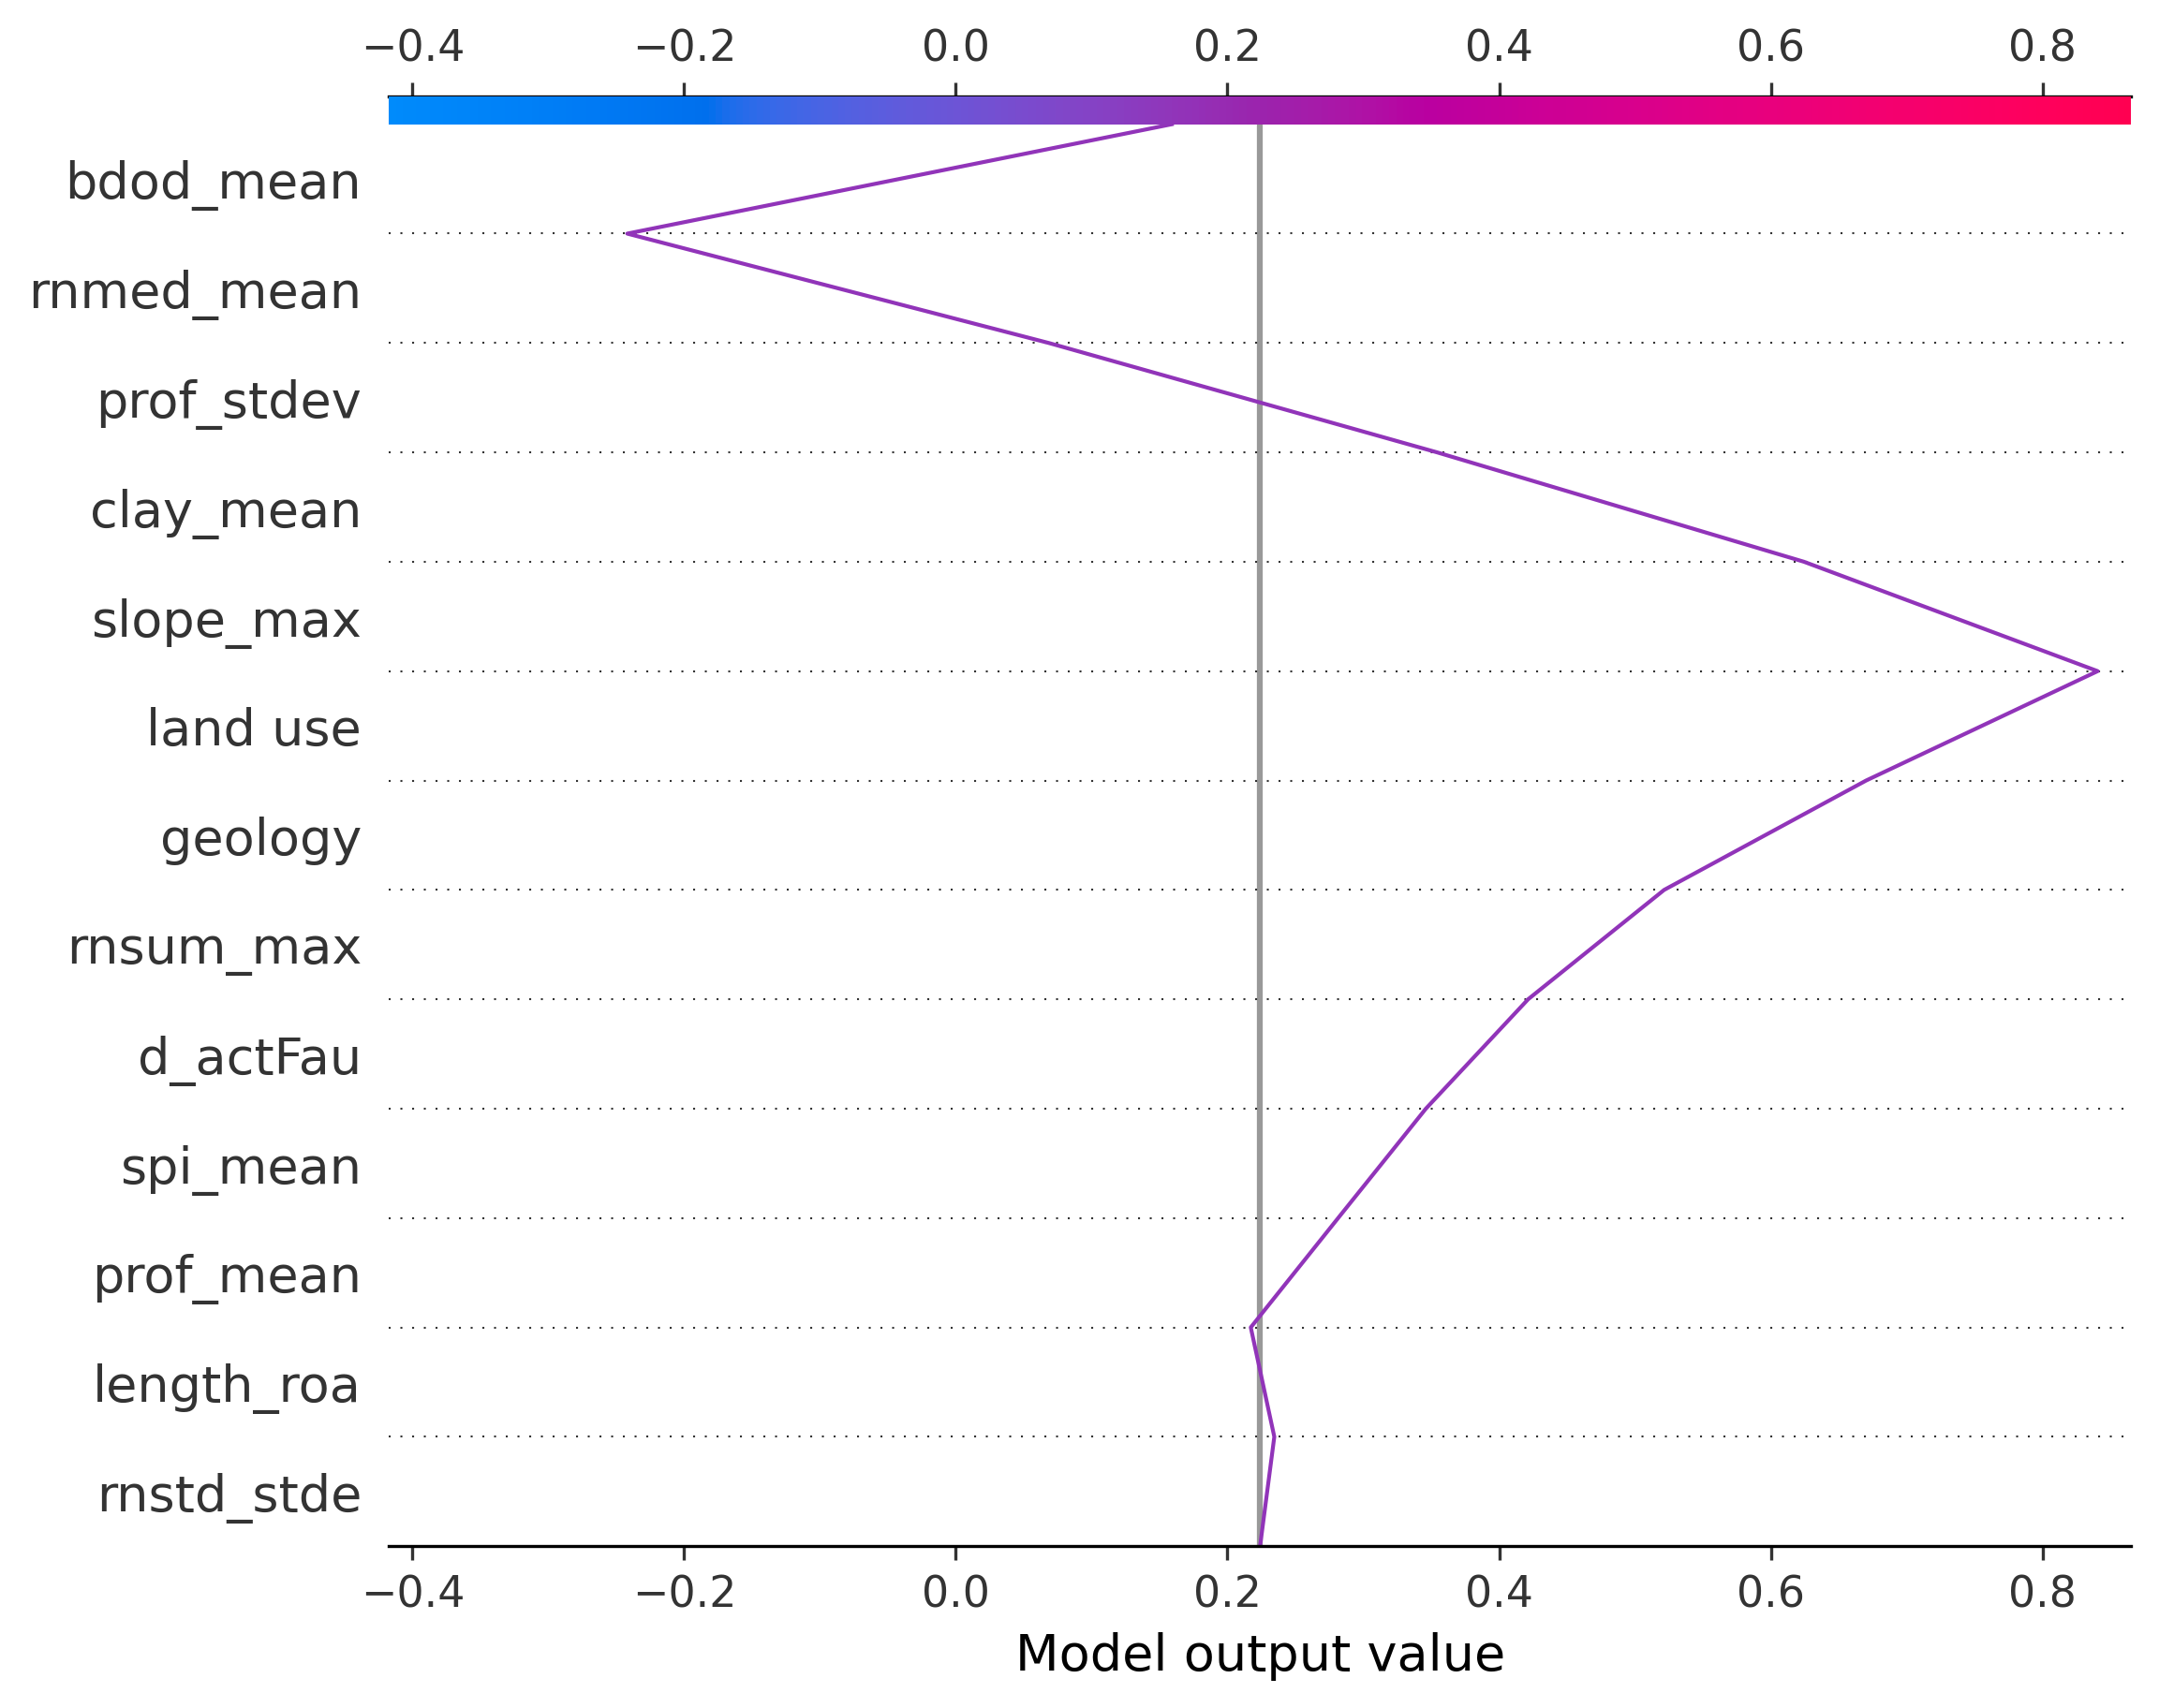 −0.4 −0.2 0.0 0.2 0.4 0.6 0.8
bdod_mean
rnmed_mean
prof_stdev
clay_mean
slope_max
land use
geology
rnsum_max
d_actFau
spi_mean
prof_mean
length_roa
rnstd_stde
−0.4 −0.2 0.0 0.2 0.4 0.6 0.8
Model output value